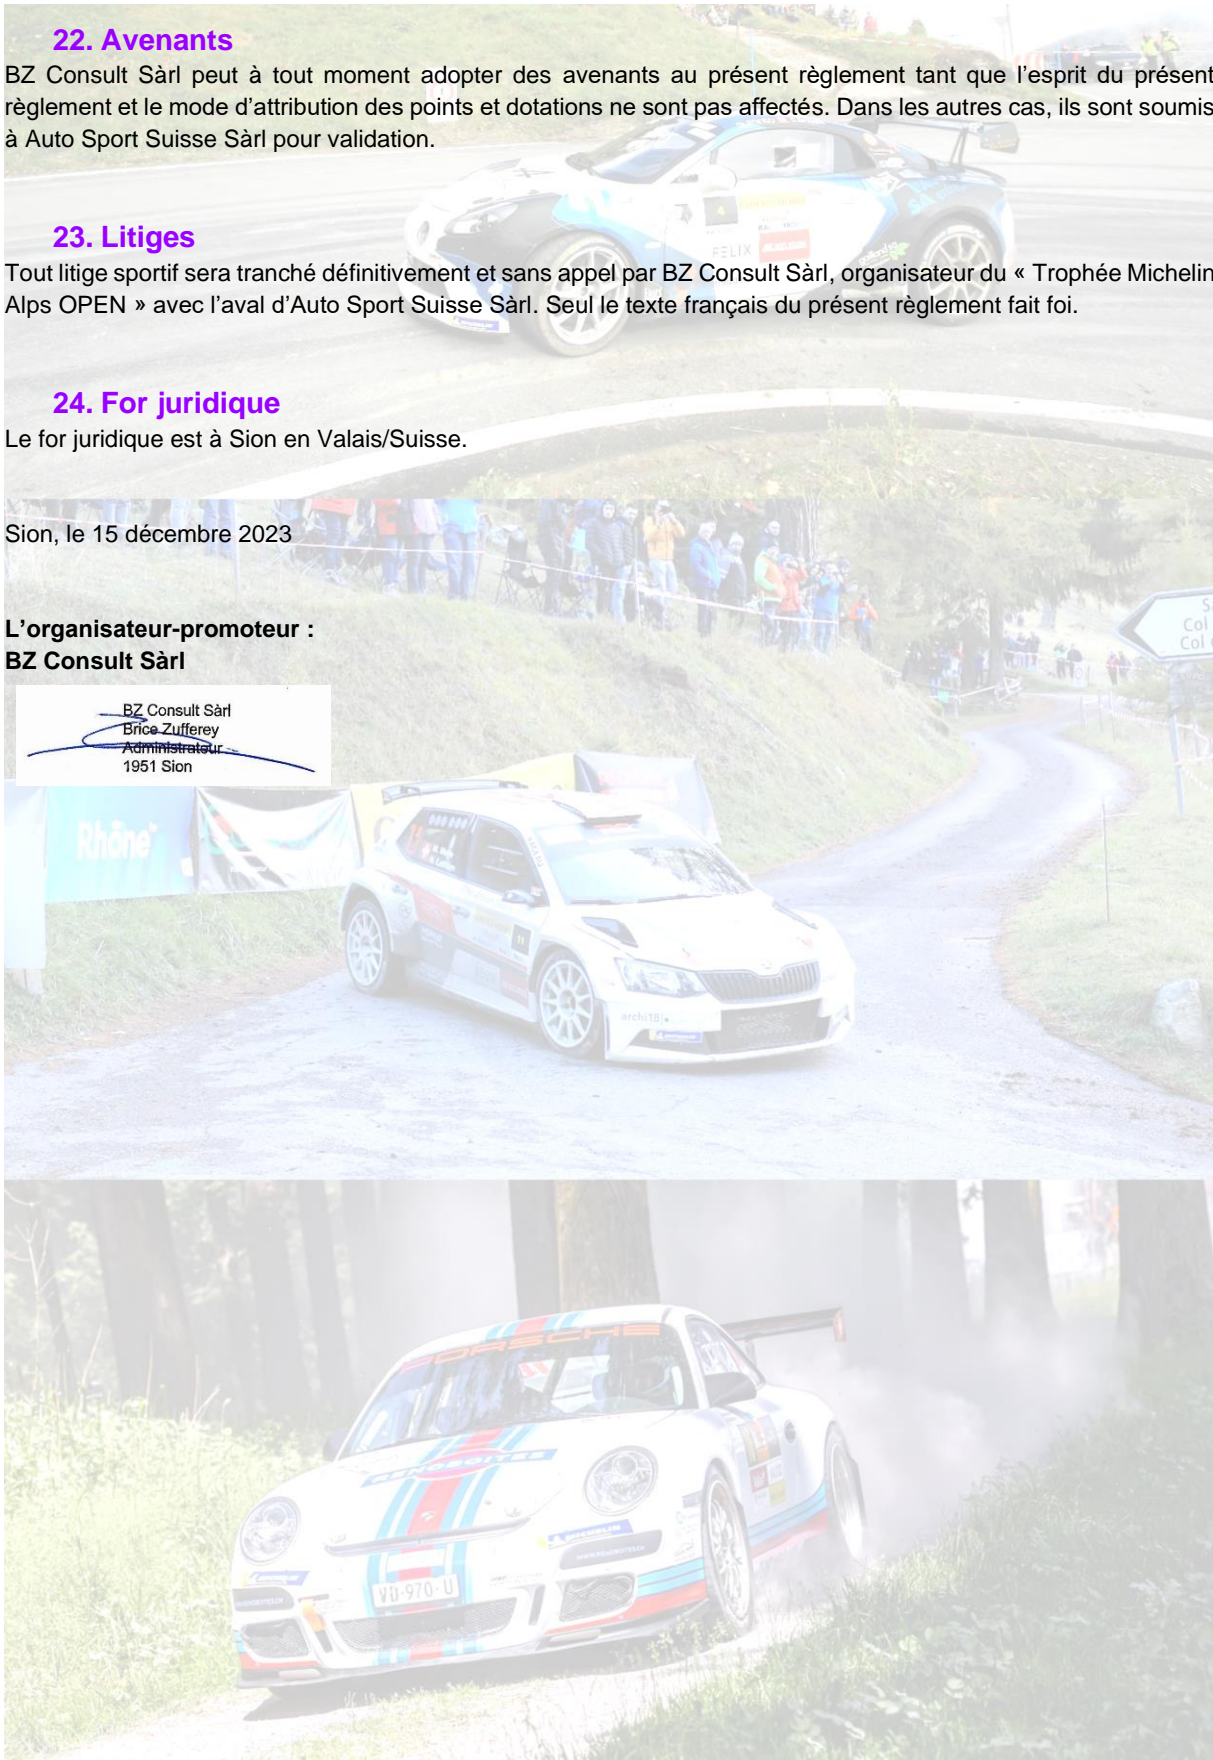 22. Avenants
BZ Consult Sàrl peut à tout moment adopter des avenants au présent règlement tant que l’esprit du présent
règlement et le mode d’attribution des points et dotations ne sont pas affectés. Dans les autres cas, ils sont soumis
à Auto Sport Suisse Sàrl pour validation.
4
FELIX
23. Litiges
Tout litige sportif sera tranché définitivement et sans appel par BZ Consult Sàrl, organisateur du « Trophée Michelin
Alps OPEN » avec l’aval d’Auto Sport Suisse Sàrl. Seul le texte français du présent règlement fait foi.
24. For juridique
Le for juridique est à Sion en Valais/Suisse.
Sion, le 15 décembre 2023
Col
Col
L’organisateur-promoteur :
BZ Consult Sàrl
BZ Consult Sàrl
Brice Zufferey
Administrateur
1951 Sion
Rhône
11
archi18
PORSCHE
MICHELIN
VD·970·U